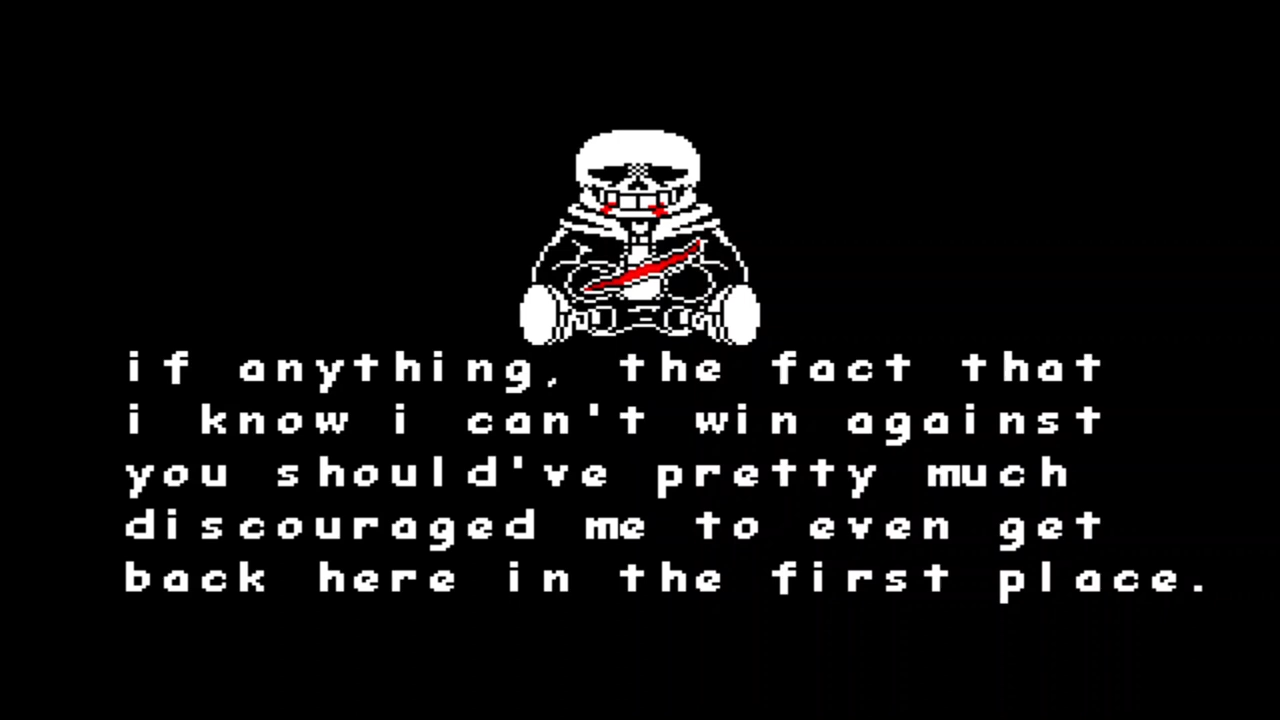 if anything, the fact that
i know i can't win against
you should've pretty much
discouraged me to even get
back here in the first place.